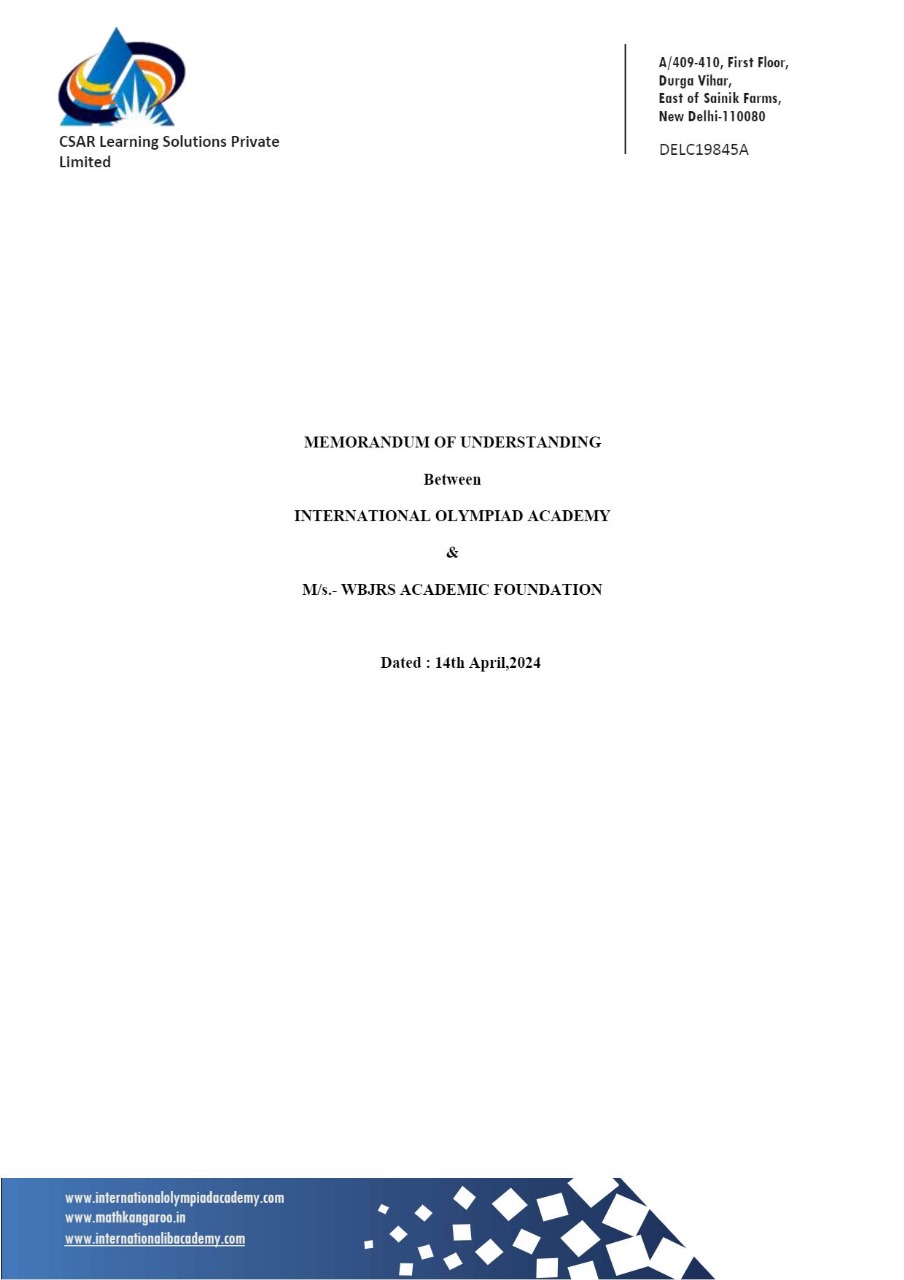 CSAR Learning Solutions Private
Limited
A/409-410, First Floor,
Durga Vihar,
East of Sainik Farms,
New Delhi-110080
DELC19845A
MEMORANDUM OF UNDERSTANDING
Between
INTERNATIONAL OLYMPIAD ACADEMY
&
M/s.- WBJRS ACADEMIC FOUNDATION
Dated : 14th April,2024
www.internationalolympiadacademy.com
www.mathkangaroo.in
www.internationalibacademy.com